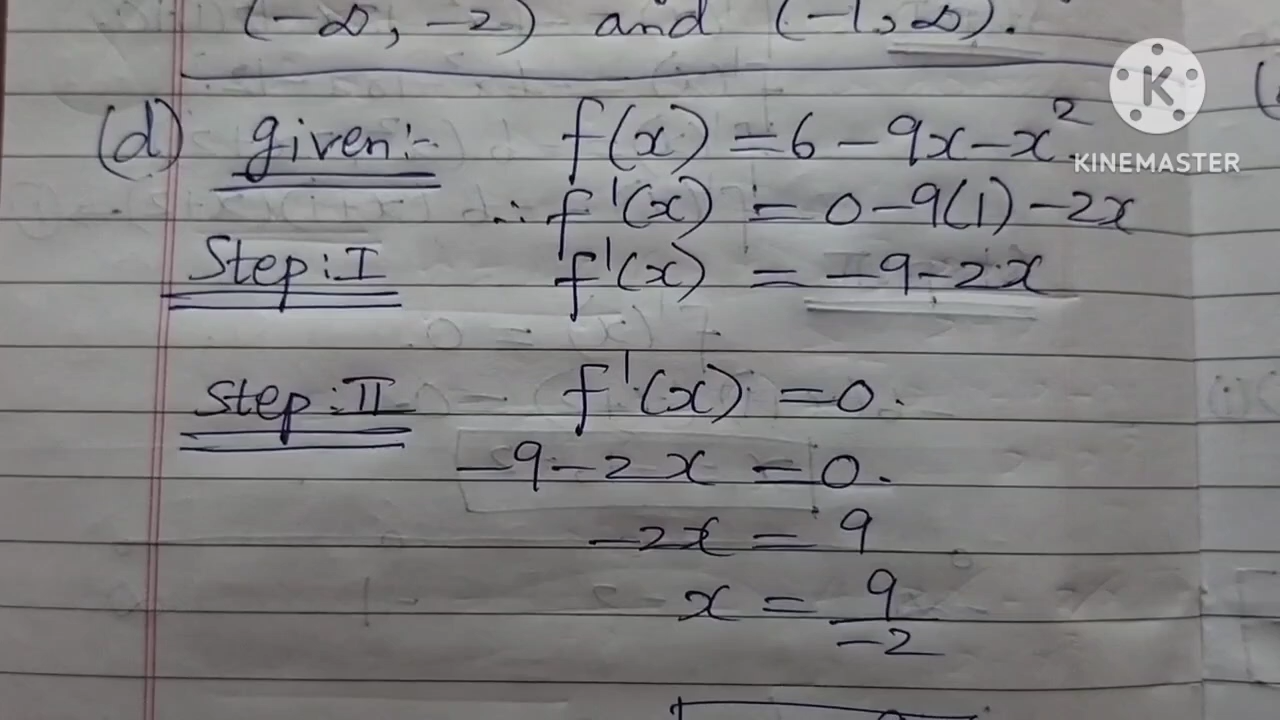 (-∞, -2) and (-1, ∞).
(d) given:- f(x) = 6 - 9x - x²
∴ f'(x) = 0 - 9(1) - 2x
Step: I f'(x) = -9 - 2x
Step: II f'(x) = 0.
-9 - 2x = 0.
-2x = 9
x = 9/-2
K
KINEMASTER